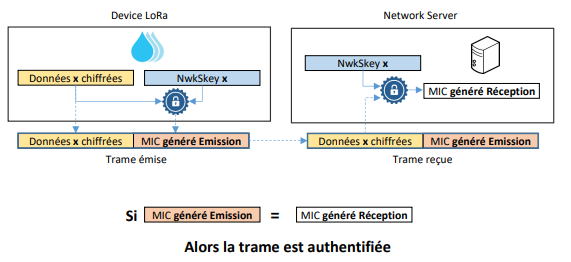 Device LoRa
Network Server
Données x chiffrées
NwkSkey x
NwkSkey x
MIC généré Réception
Données x chiffrées
MIC généré Emission
Données x chiffrées
MIC généré Emission
Trame émise
Trame reçue
Si MIC généré Emission = MIC généré Réception
Alors la trame est authentifiée